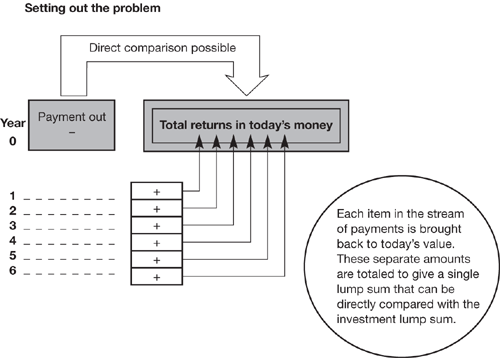 Setting out the problem
Direct comparison possible
Year
0
Payment out
–
Total returns in today's money
1
+
2
+
3
+
4
+
5
+
6
+
Each item in the stream
of payments is brought
back to today's value.
These separate amounts
are totaled to give a single
lump sum that can be
directly compared with the
investment lump sum.